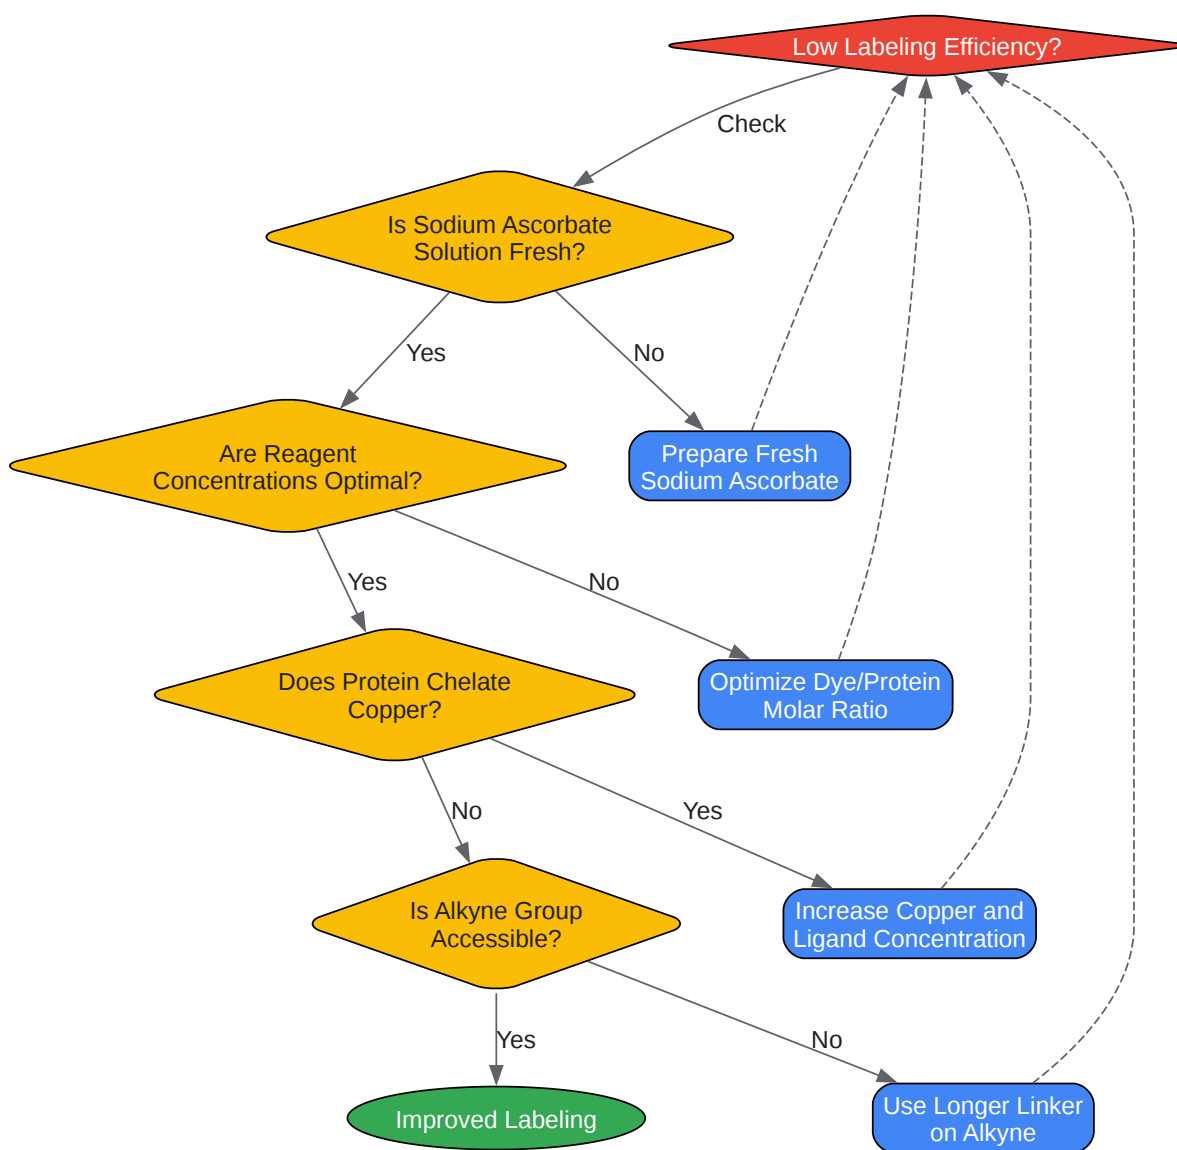 Low Labeling Efficiency?
Check
Is Sodium Ascorbate
Solution Fresh?
Yes
No
Are Reagent
Concentrations Optimal?
Prepare Fresh
Sodium Ascorbate
Yes
No
Does Protein Chelate
Copper?
Optimize Dye/Protein
Molar Ratio
No
Yes
Is Alkyne Group
Accessible?
Increase Copper and
Ligand Concentration
Yes
No
Improved Labeling
Use Longer Linker
on Alkyne